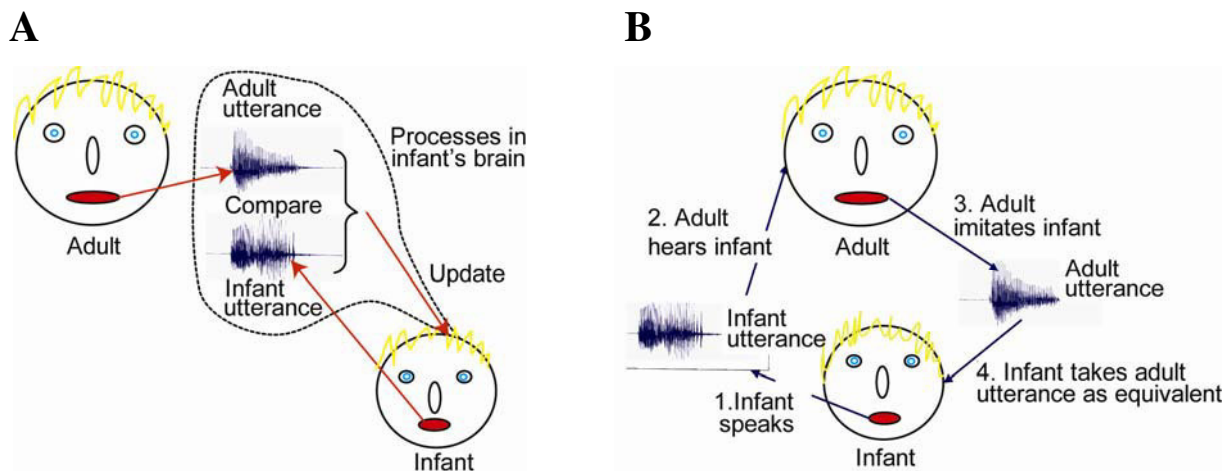 A
Adult
utterance
Processes in
infant's brain
Compare
Adult
Infant
utterance
Update
Infant
B
2. Adult
hears infant
Adult
3. Adult
imitates infant
Adult
utterance
Infant
utterance
4. Infant takes adult
utterance as equivalent
1.Infant
speaks
Infant